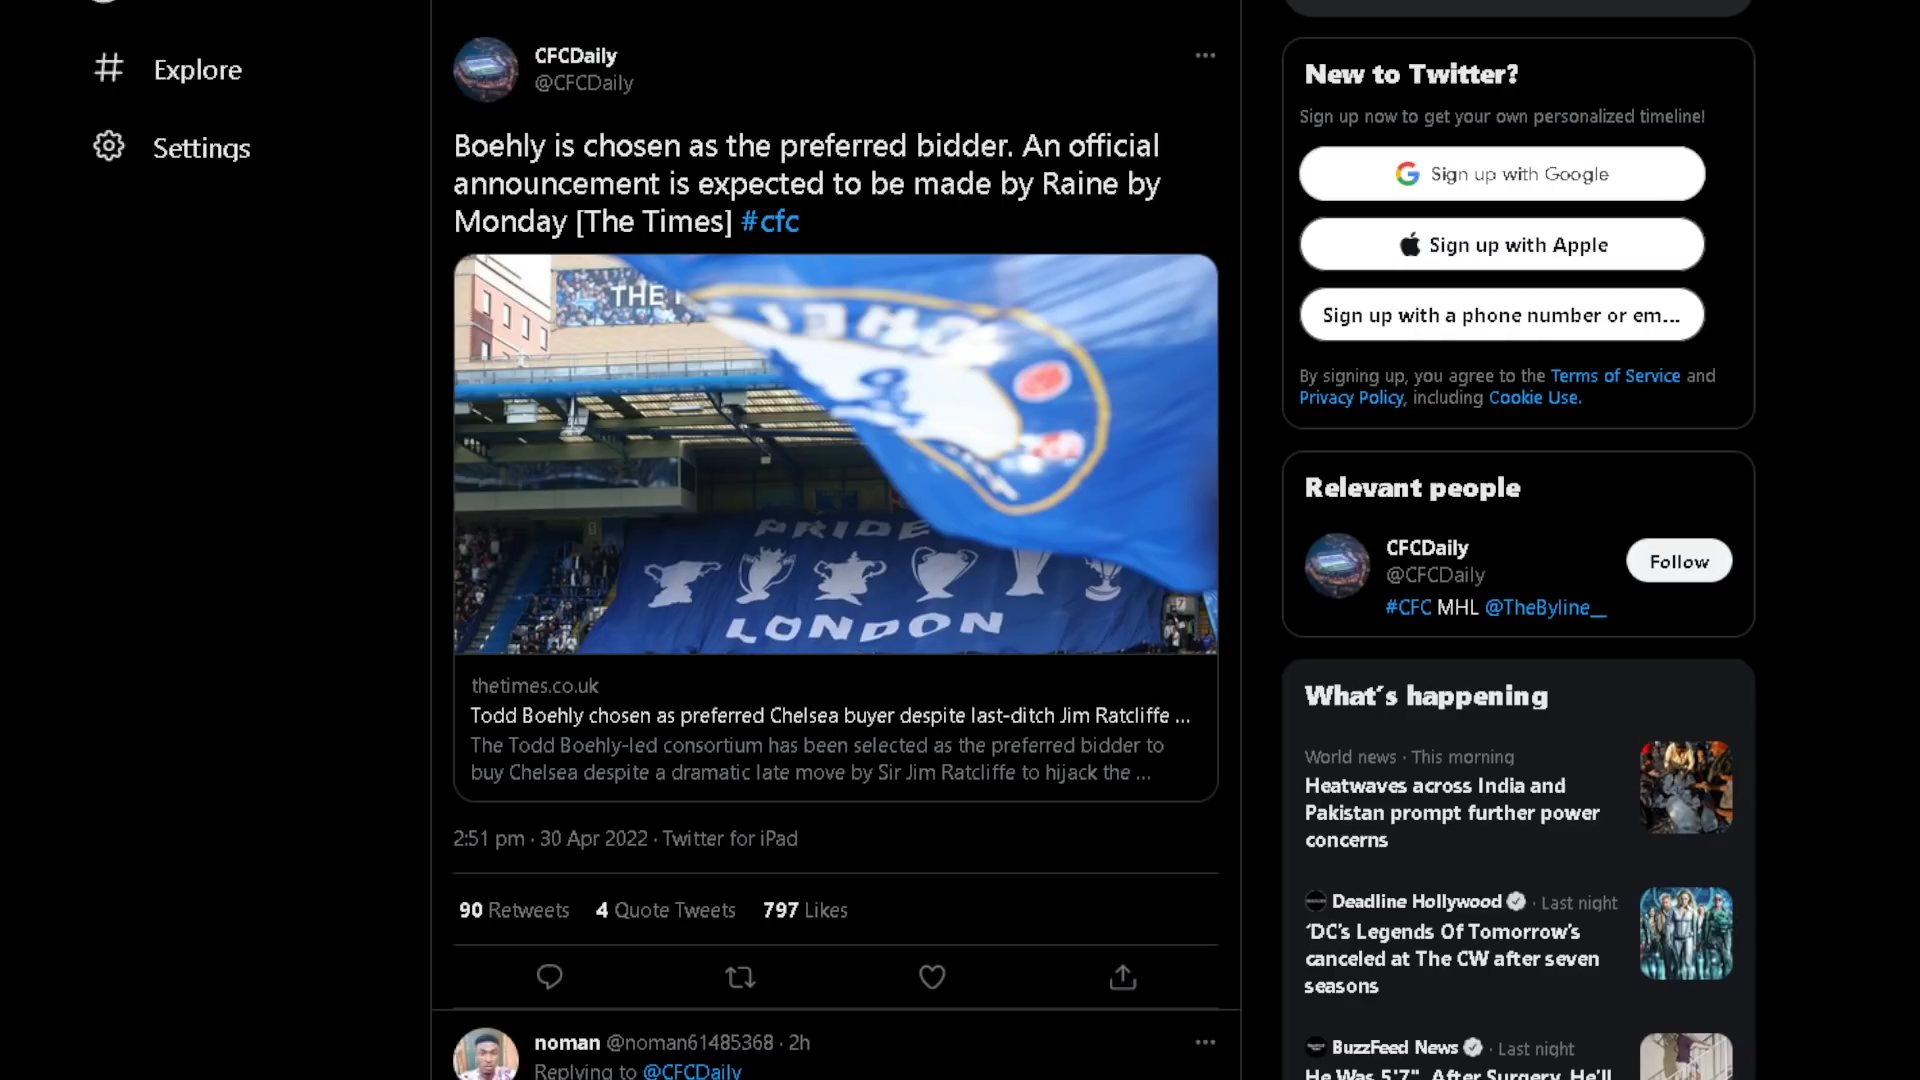 Explore
Settings
CFCDaily
@CFCDaily
Boehly is chosen as the preferred bidder. An official
announcement is expected to be made by Raine by
Monday [The Times] #cfc
THE
PRIDE
LONDON
thetimes.co.uk
Todd Boehly chosen as preferred Chelsea buyer despite last-ditch Jim Ratcliffe ...
The Todd Boehly-led consortium has been selected as the preferred bidder to
buy Chelsea despite a dramatic late move by Sir Jim Ratcliffe to hijack the ...
2:51 pm · 30 Apr 2022 · Twitter for iPad
90 Retweets 4 Quote Tweets 797 Likes
noman @noman61485368 · 2h
Replying to @CFCDaily
New to Twitter?
Sign up now to get your own personalized timeline!
Sign up with Google
Sign up with Apple
Sign up with a phone number or em...
By signing up, you agree to the Terms of Service and
Privacy Policy, including Cookie Use.
Relevant people
CFCDaily
@CFCDaily
Follow
#CFC MHL @TheByline__
What's happening
World news · This morning
Heatwaves across India and
Pakistan prompt further power
concerns
Deadline Hollywood · Last night
‘DC’s Legends Of Tomorrow’s
canceled at The CW after seven
seasons
BuzzFeed News · Last night
He Was 5'7". After Surgery, He'll